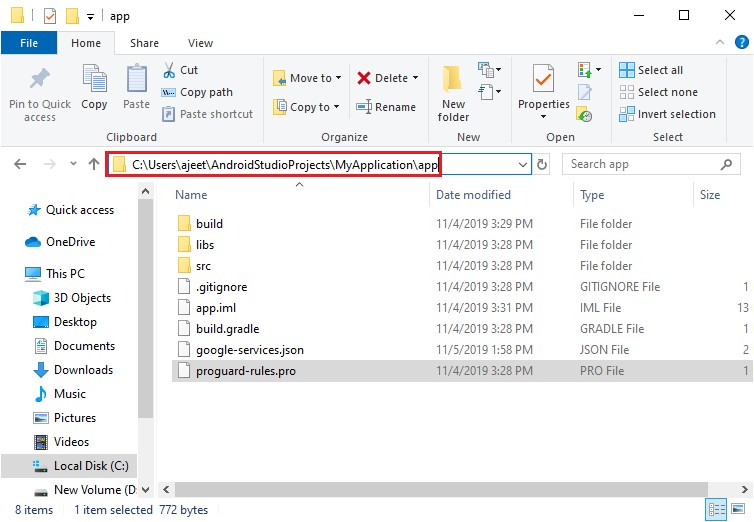 app
File Home Share View
Pin to Quick access
Copy
Paste
Cut
Copy path
Paste shortcut
Clipboard
Move to
Copy to
Delete
Rename
Organize
New folder
New
Properties
Open
Select all
Select none
Invert selection
Select
C:\Users\ajeet\AndroidStudioProjects\MyApplication\app
Search app
Name Date modified Type Size
Quick access
OneDrive
This PC
3D Objects
Desktop
Documents
Downloads
Music
Pictures
Videos
Local Disk (C:)
New Volume (D:
build 11/4/2019 3:29 PM File folder
libs 11/4/2019 3:28 PM File folder
src 11/4/2019 3:28 PM File folder
.gitignore 11/4/2019 3:28 PM GITIGNORE File 1
app.iml 11/4/2019 3:31 PM IML File 13
build.gradle 11/4/2019 3:28 PM GRADLE File 1
google-services.json 11/5/2019 1:58 PM JSON File 2
proguard-rules.pro 11/4/2019 3:28 PM PRO File 1
8 items 1 item selected 772 bytes